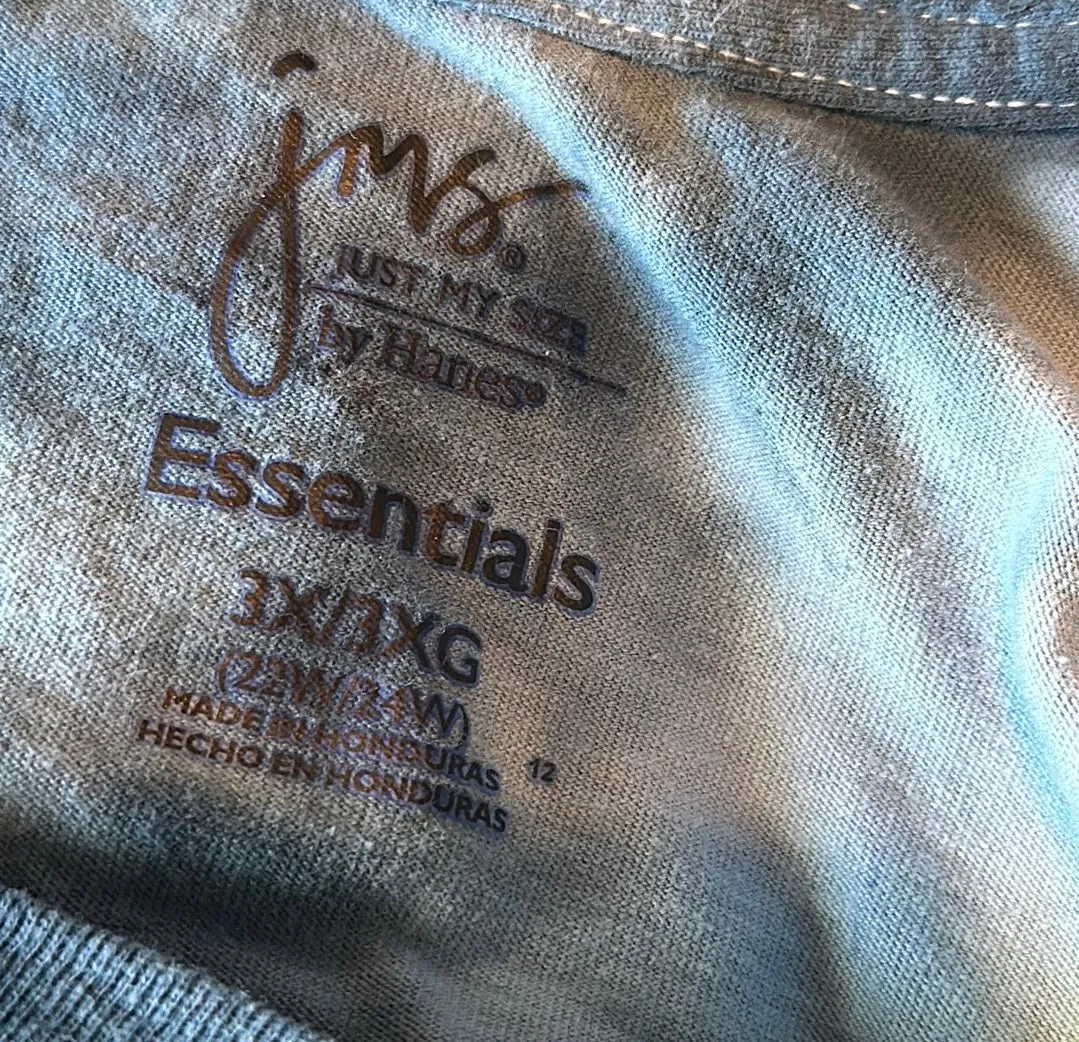 jms®
JUST MY SIZE
by Hanes®
Essentials
3X/3XG
(22W/24W)
MADE IN HONDURAS
HECHO EN HONDURAS
12